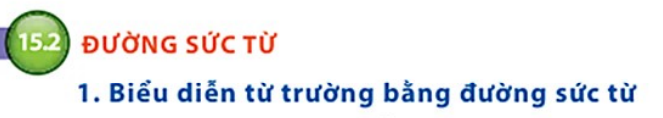 15.2 ĐƯỜNG SỨC TỪ
1. Biểu diễn từ trường bằng đường sức từ